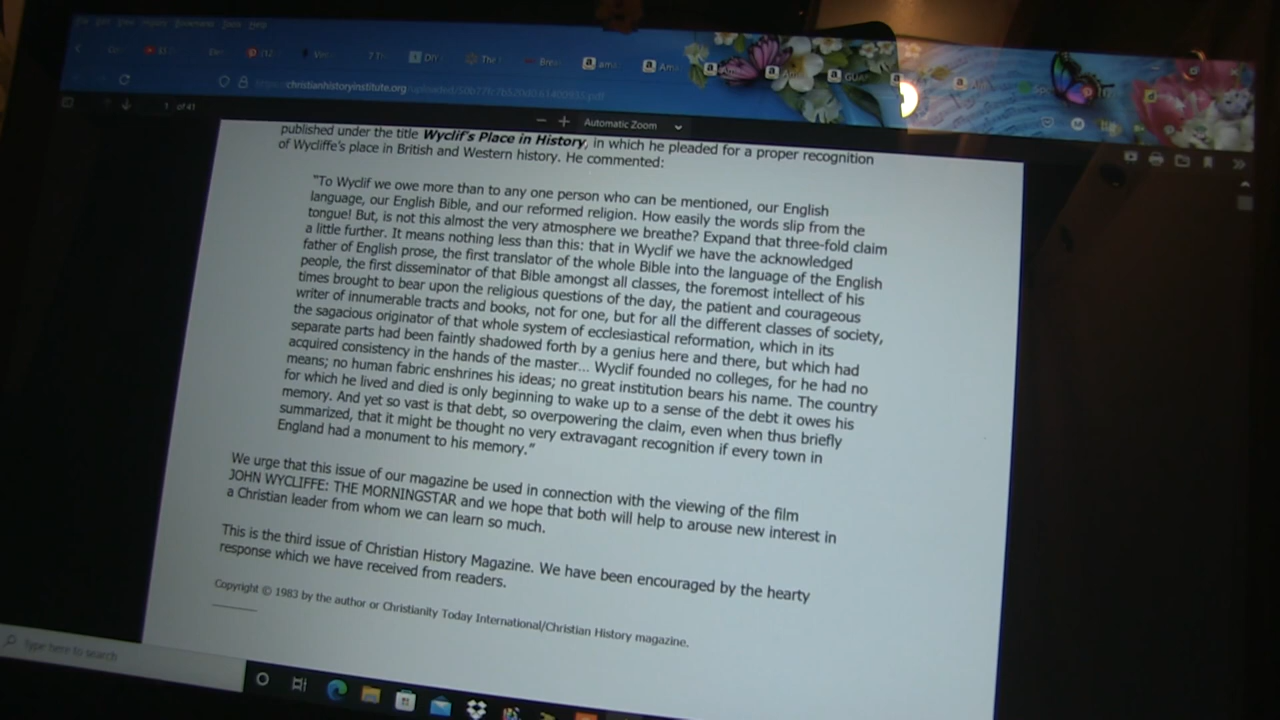 File Edit View History Bookmarks Tools Help
christianhistoryinstitute.org
1 of 41
Automatic Zoom
published under the title Wyclif's Place in History, in which he pleaded for a proper recognition
of Wycliffe's place in British and Western history. He commented:
"To Wyclif we owe more than to any one person who can be mentioned, our English
language, our English Bible, and our reformed religion. How easily the words slip from the
tongue! But, is not this almost the very atmosphere we breathe? Expand that three-fold claim
a little further. It means nothing less than this: that in Wyclif we have the acknowledged
father of English prose, the first translator of the whole Bible into the language of the English
people, the first disseminator of that Bible amongst all classes, the foremost intellect of his
times brought to bear upon the religious questions of the day, the patient and courageous
writer of innumerable tracts and books, not for one, but for all the different classes of society,
the sagacious originator of that whole system of ecclesiastical reformation, which in its
separate parts had been faintly shadowed forth by a genius here and there, but which had
acquired consistency in the hands of the master... Wyclif founded no colleges, for he had no
means; no human fabric enshrines his ideas; no great institution bears his name. The country
for which he lived and died is only beginning to wake up to a sense of the debt it owes his
memory. And yet so vast is that debt, so overpowering the claim, even when thus briefly
summarized, that it might be thought no very extravagant recognition if every town in
England had a monument to his memory."
We urge that this issue of our magazine be used in connection with the viewing of the film
JOHN WYCLIFFE: THE MORNINGSTAR and we hope that both will help to arouse new interest in
a Christian leader from whom we can learn so much.
This is the third issue of Christian History Magazine. We have been encouraged by the hearty
response which we have received from readers.
Copyright © 1983 by the author or Christianity Today International/Christian History magazine.
Type here to search